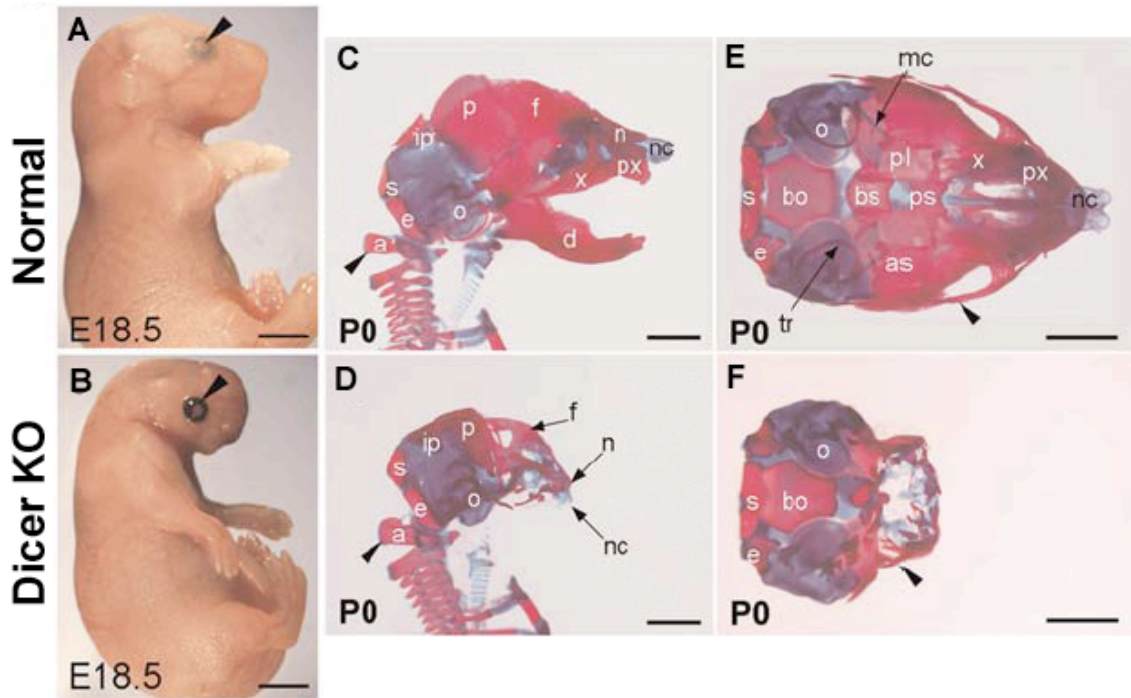 Normal
Dicer KO
A
E18.5
B
E18.5
C
p
f
ip
n
nc
px
x
s
o
e
d
a
P0
D
f
p
ip
n
s
o
e
a
nc
P0
E
mc
o
pl
x
px
s
bo
bs
ps
nc
e
as
tr
P0
F
o
s
bo
e
P0